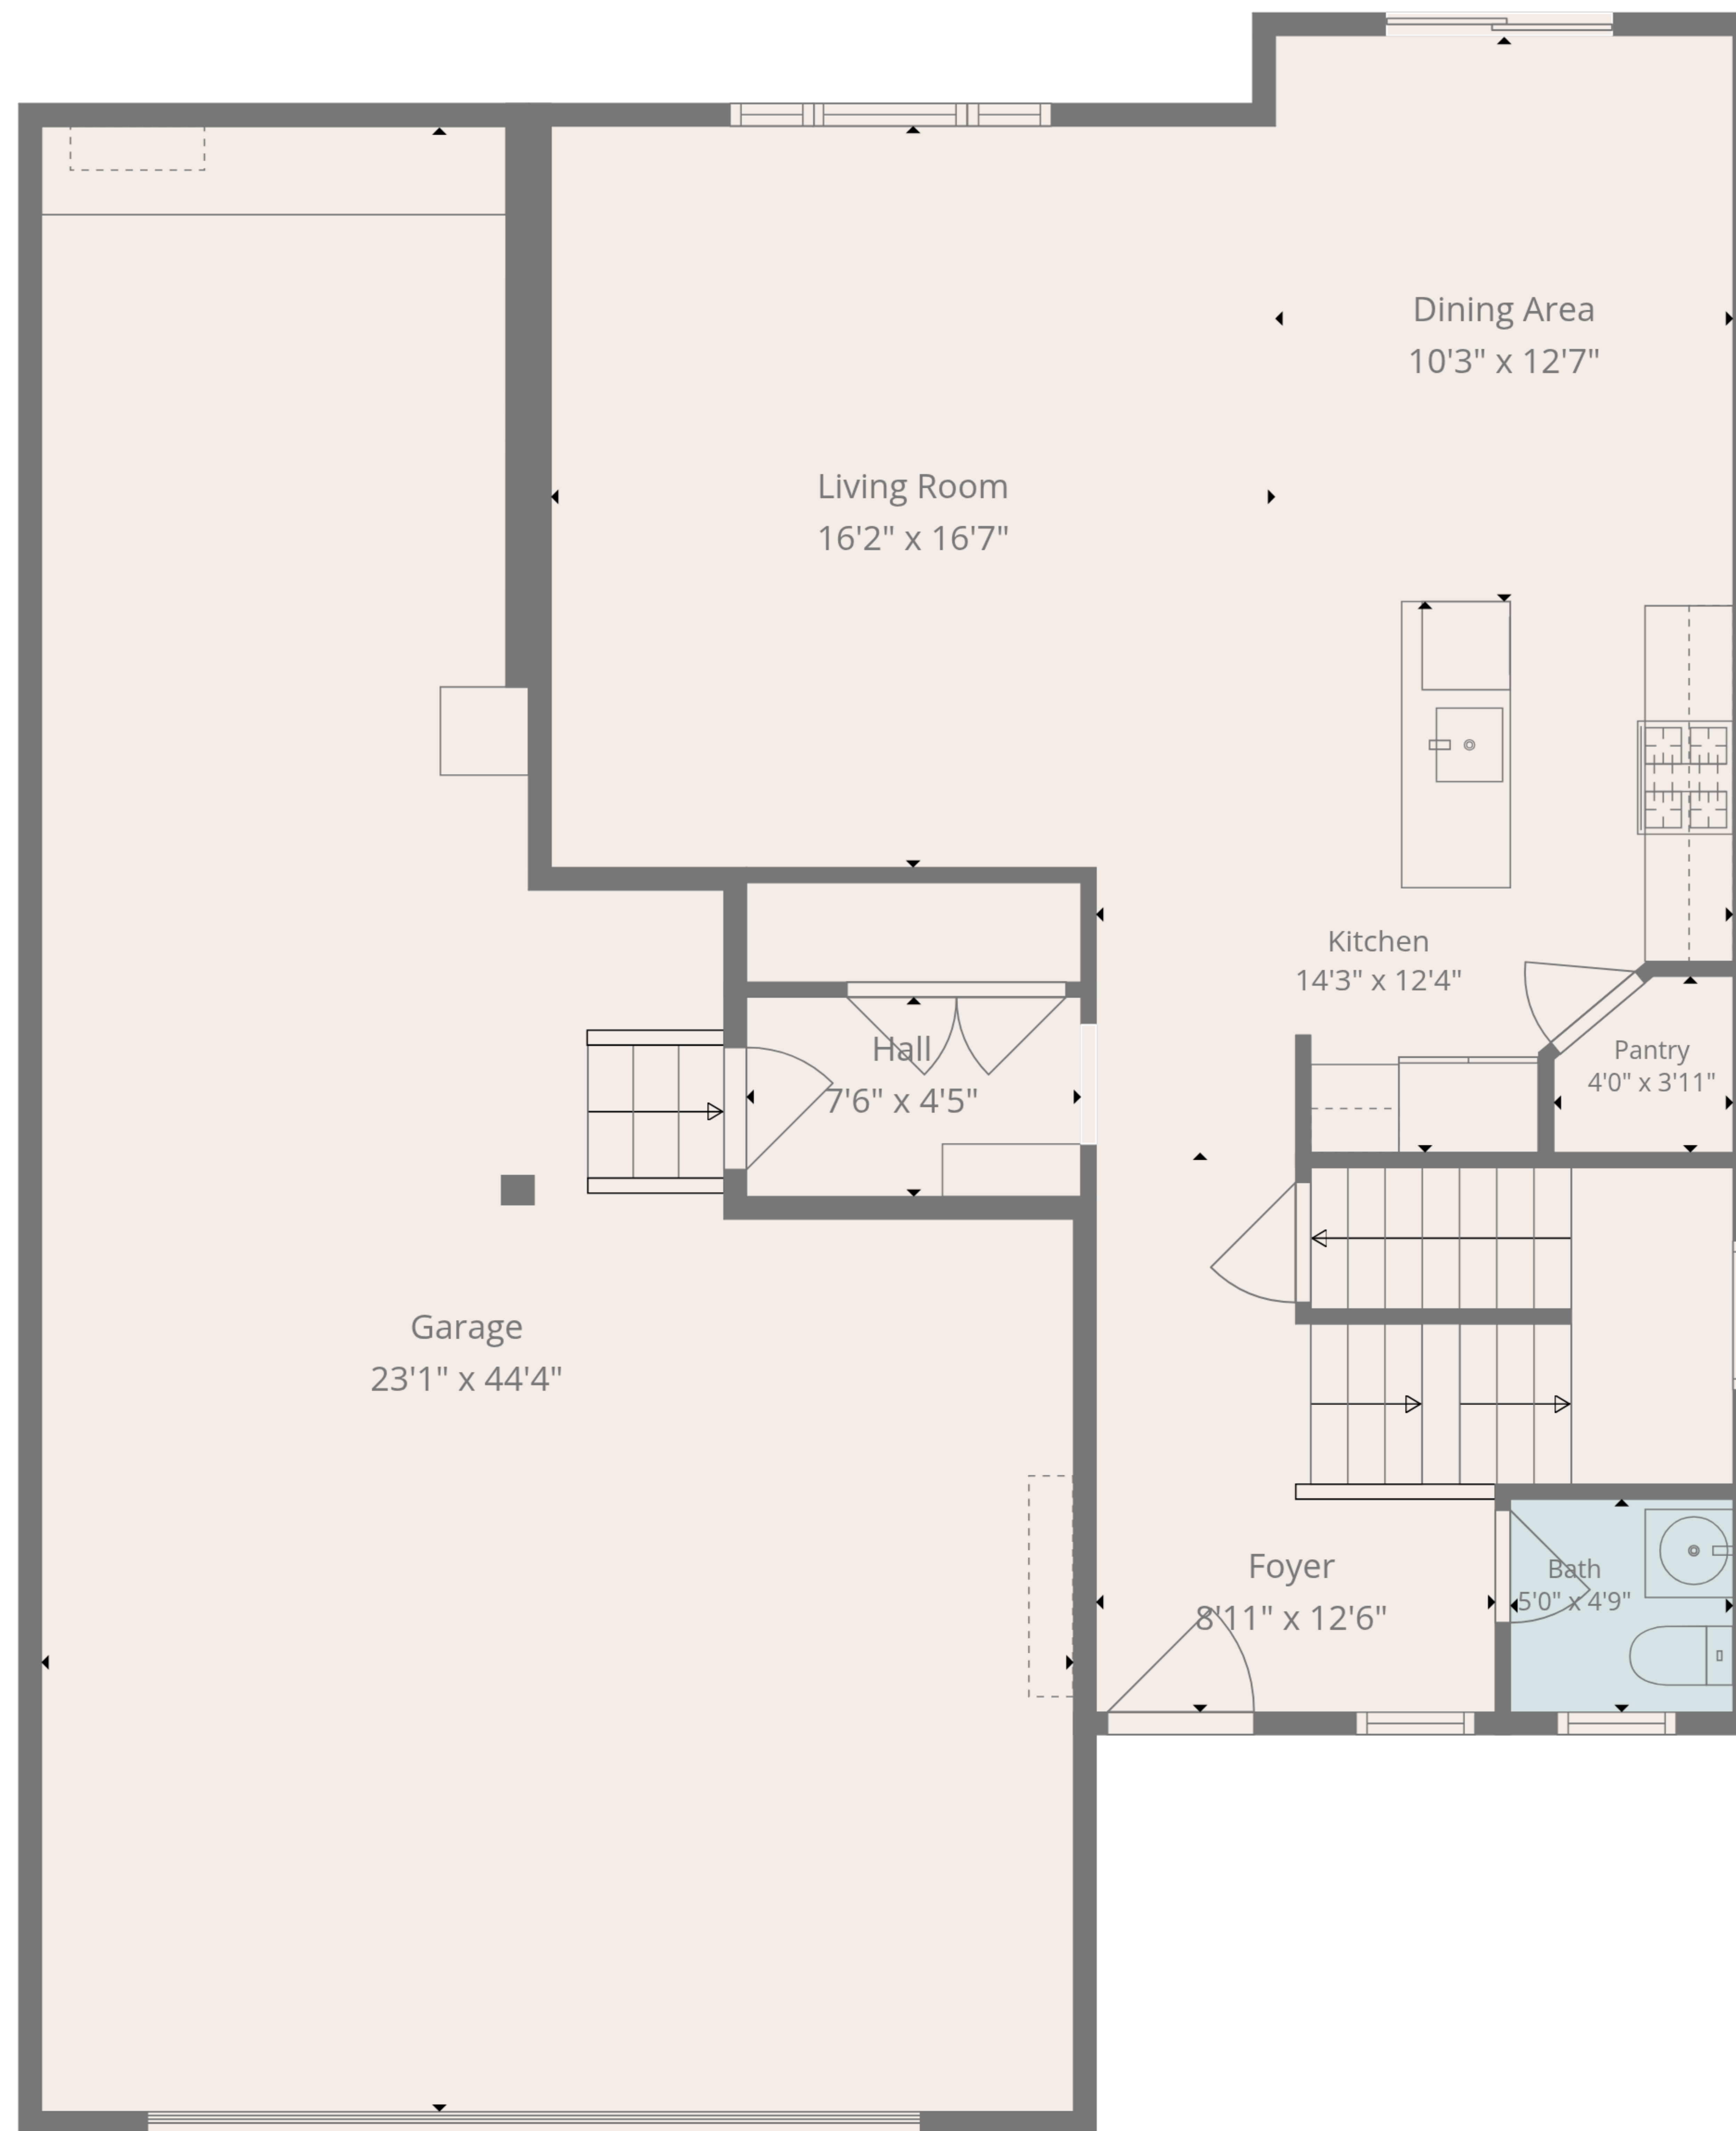 Dining Area
10'3" x 12'7"
Living Room
16'2" x 16'7"
Kitchen
14'3" x 12'4"
Hall
7'6" x 4'5"
Pantry
4'0" x 3'11"
Garage
23'1" x 44'4"
Foyer
8'11" x 12'6"
Bath
5'0" x 4'9"